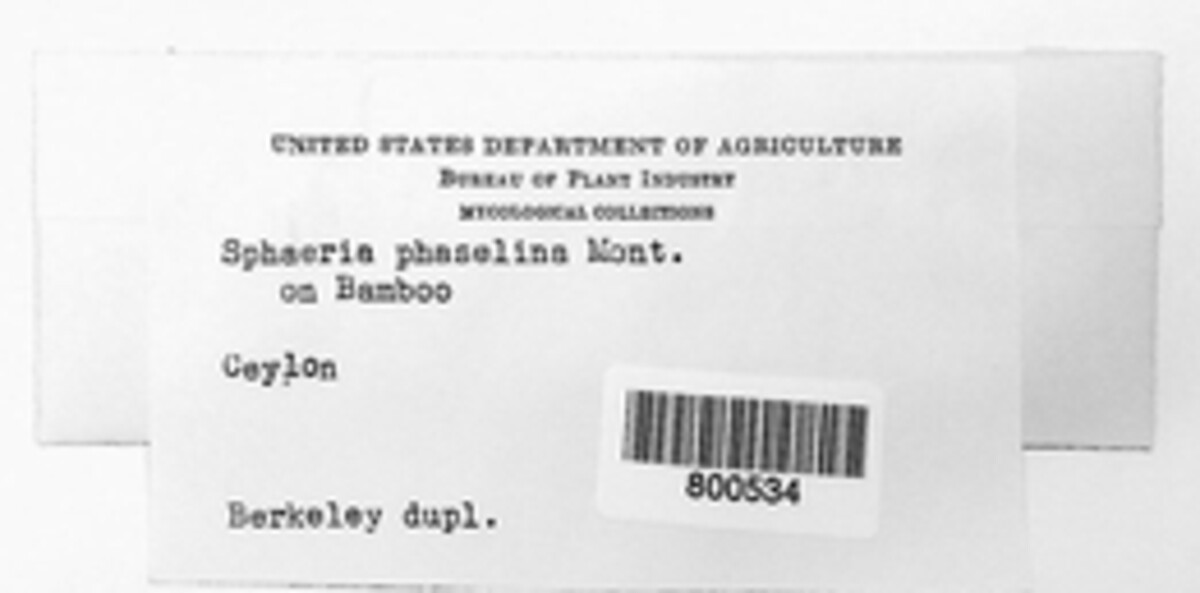 UNITED STATES DEPARTMENT OF AGRICULTURE
BUREAU OF PLANT INDUSTRY
MYCOLOGICAL COLLECTIONS
Sphaeria phaselina Mont.
on Bamboo
Ceylon
800534
Berkeley dupl.